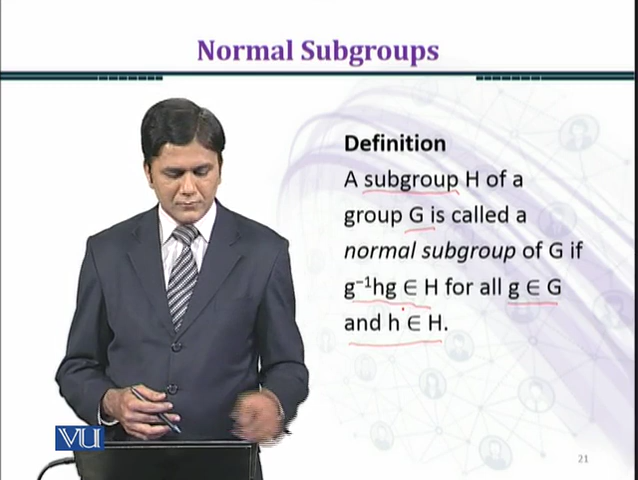 Normal Subgroups
Definition
A subgroup H of a
group G is called a
normal subgroup of G if
g⁻¹hg ∈ H for all g ∈ G
and h ∈ H.
VU
21